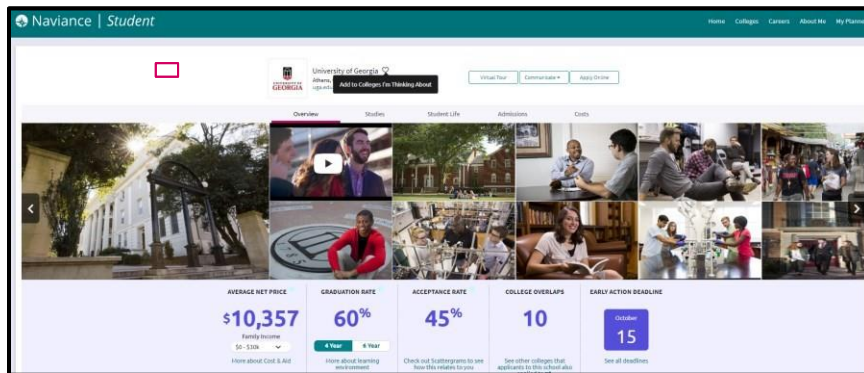 Naviance | Student
Home Colleges Careers About Me My Planner
University of Georgia
Athens,
uga.edu
Add to Colleges I'm Thinking About
Virtual Tour Communicate Apply Online
UNIVERSITY OF
GEORGIA
Overview Studies Student Life Admissions Costs
AVERAGE NET PRICE
$10,357
Family Income
$0 - $30k
More about Cost & Aid
GRADUATION RATE
60%
4 Year 6 Year
More about learning
environment
ACCEPTANCE RATE
45%
Check out Scattergrams to see
how this relates to you
COLLEGE OVERLAPS
10
See other colleges that
applicants to this school also
EARLY ACTION DEADLINE
October
15
See all deadlines